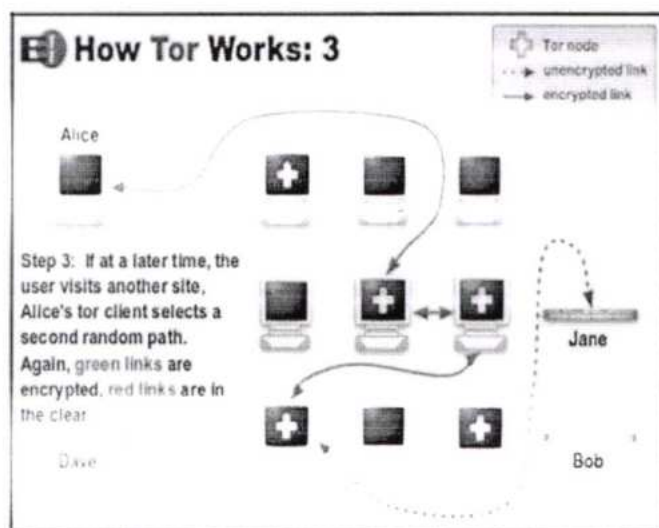 How Tor Works: 3
Tor node
unencrypted link
encrypted link
Alice
Step 3: If at a later time, the
user visits another site,
Alice's tor client selects a
second random path.
Again, green links are
encrypted, red links are in
the clear
Jane
Dave
Bob